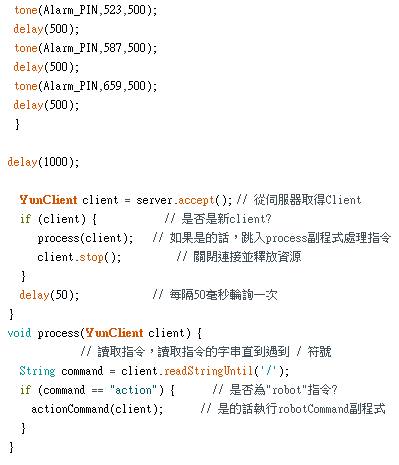 tone(Alarm_PIN,523,500);
delay(500);
tone(Alarm_PIN,587,500);
delay(500);
tone(Alarm_PIN,659,500);
delay(500);
}
delay(1000);
YunClient client = server.accept(); // 從伺服器取得Client
if (client) { // 是否是新client?
process(client); // 如果是的話，跳入process副程式處理指令
client.stop(); // 關閉連接並釋放資源
}
delay(50); // 每隔50毫秒輪詢一次
}
void process(YunClient client) {
// 讀取指令，讀取指令的字串直到遇到 / 符號
String command = client.readStringUntil('/');
if (command == "action") { // 是否為"robot"指令?
actionCommand(client); // 是的話執行robotCommand副程式
}
}